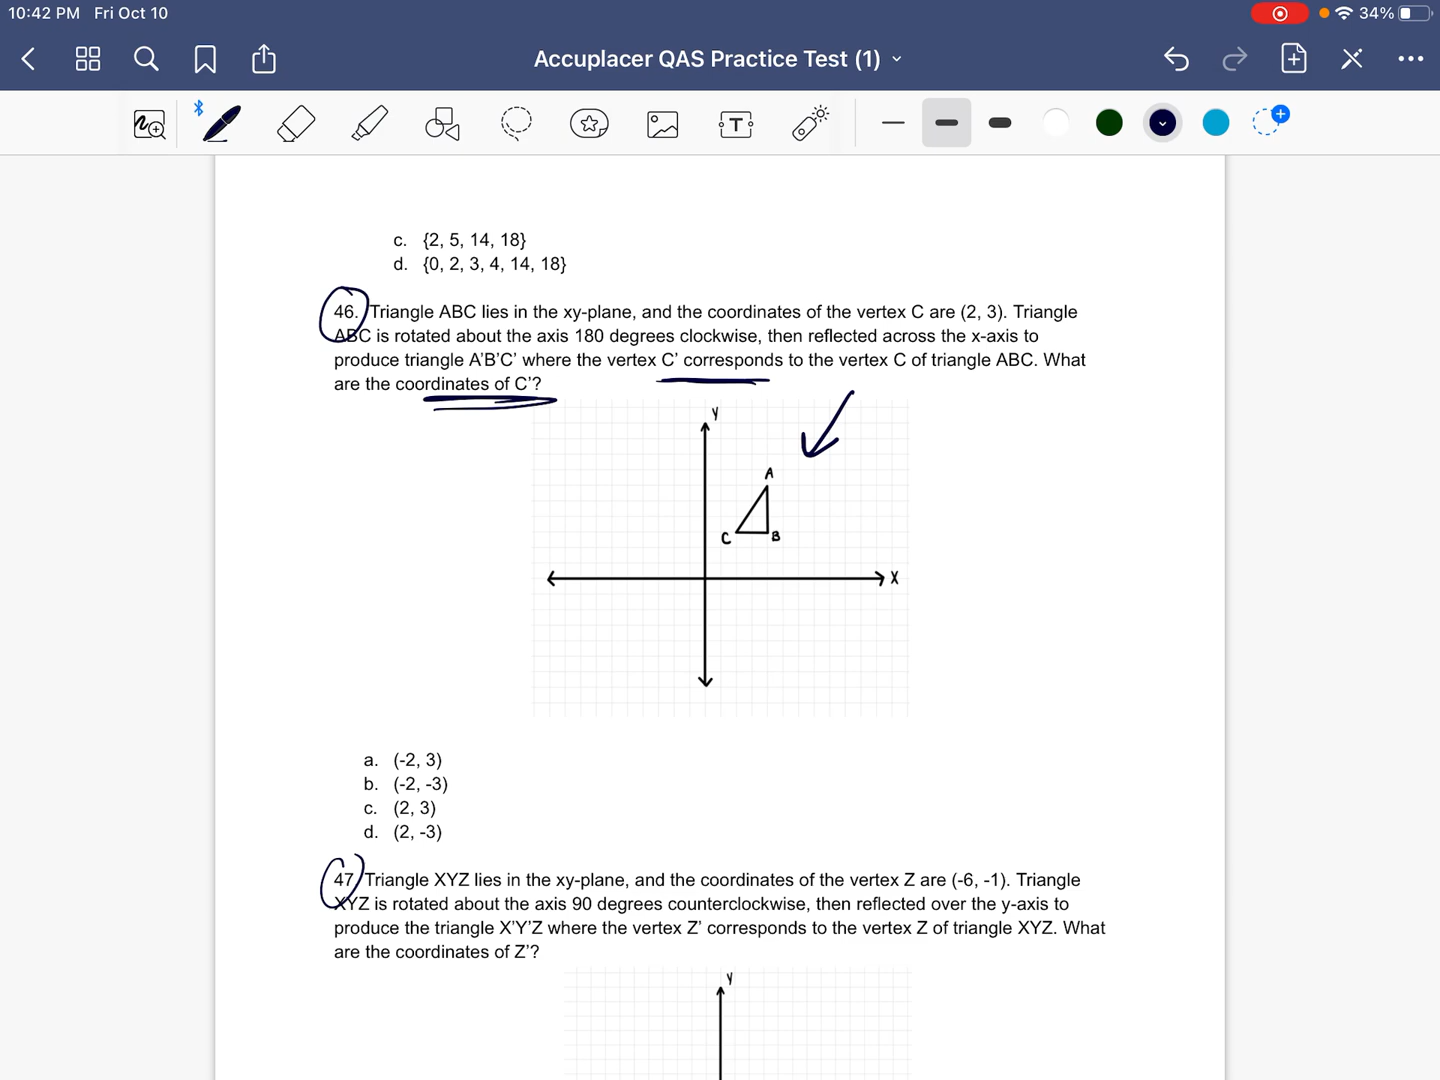 10:42 PM Fri Oct 10
34%
Accuplacer QAS Practice Test (1)
T
c. {2, 5, 14, 18}
d. {0, 2, 3, 4, 14, 18}
46. Triangle ABC lies in the xy-plane, and the coordinates of the vertex C are (2, 3). Triangle
ABC is rotated about the axis 180 degrees clockwise, then reflected across the x-axis to
produce triangle A'B'C' where the vertex C' corresponds to the vertex C of triangle ABC. What
are the coordinates of C'?
Y
A
C
B
X
a. (-2, 3)
b. (-2, -3)
c. (2, 3)
d. (2, -3)
47 Triangle XYZ lies in the xy-plane, and the coordinates of the vertex Z are (-6, -1). Triangle
XYZ is rotated about the axis 90 degrees counterclockwise, then reflected over the y-axis to
produce the triangle X'Y'Z where the vertex Z' corresponds to the vertex Z of triangle XYZ. What
are the coordinates of Z'?
Y